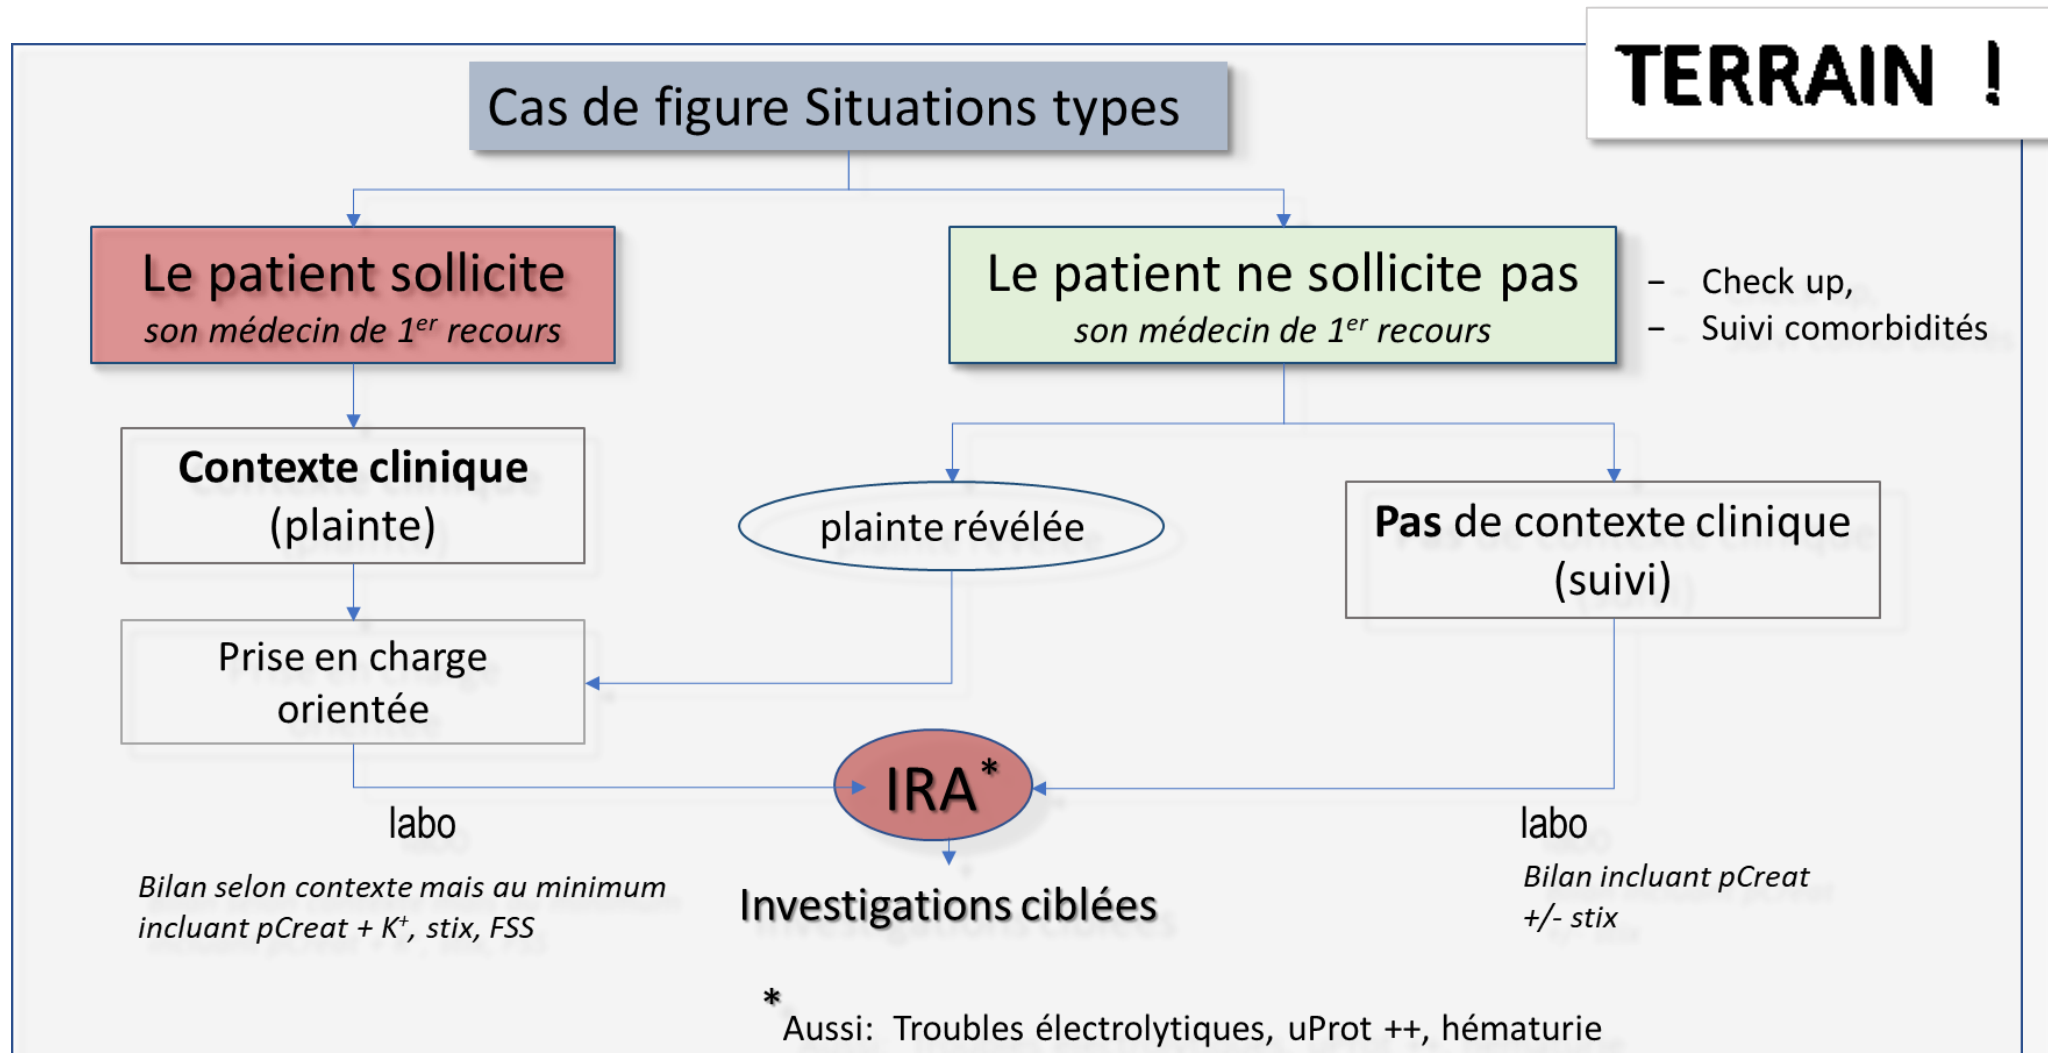 TERRAIN !
Cas de figure Situations types
Le patient sollicite
son médecin de 1er recours
Le patient ne sollicite pas
son médecin de 1er recours
– Check up,
– Suivi comorbidités
Contexte clinique
(plainte)
plainte révélée
Pas de contexte clinique
(suivi)
Prise en charge
orientée
IRA*
labo
Bilan selon contexte mais au minimum
incluant pCreat + K+, stix, FSS
Investigations ciblées
labo
Bilan incluant pCreat
+/- stix
*Aussi: Troubles électrolytiques, uProt ++, hématurie